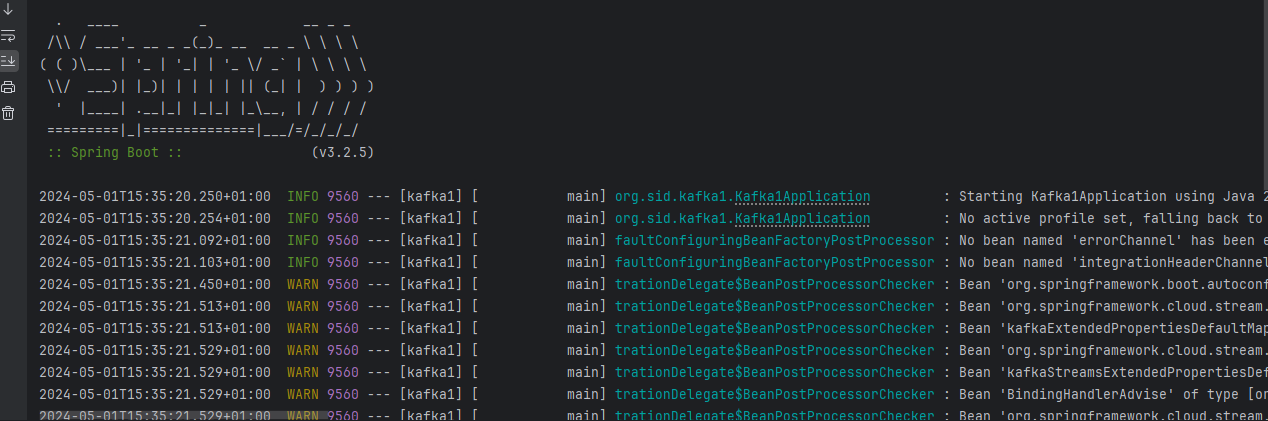 .   ____          _            __ _ _
 /\\ / ___'_ __ _ _(_)_ __  __ _ \ \ \ \
( ( )\___ | '_ | '_| | '_ \/ _` | \ \ \ \
 \\/  ___)| |_)| | | | | || (_| |  ) ) ) )
  '  |____| .__|_| |_|_| |_\__, | / / / /
 =========|_|==============|___/=/_/_/_/
 :: Spring Boot ::                (v3.2.5)
2024-05-01T15:35:20.250+01:00  INFO 9560 --- [kafka1] [           main] org.sid.kafka1.Kafka1Application         : Starting Kafka1Application using Java 2
2024-05-01T15:35:20.254+01:00  INFO 9560 --- [kafka1] [           main] org.sid.kafka1.Kafka1Application         : No active profile set, falling back to
2024-05-01T15:35:21.092+01:00  INFO 9560 --- [kafka1] [           main] faultConfiguringBeanFactoryPostProcessor : No bean named 'errorChannel' has been e
2024-05-01T15:35:21.103+01:00  INFO 9560 --- [kafka1] [           main] faultConfiguringBeanFactoryPostProcessor : No bean named 'integrationHeaderChannel
2024-05-01T15:35:21.450+01:00  WARN 9560 --- [kafka1] [           main] trationDelegate$BeanPostProcessorChecker : Bean 'org.springframework.boot.autoconf
2024-05-01T15:35:21.513+01:00  WARN 9560 --- [kafka1] [           main] trationDelegate$BeanPostProcessorChecker : Bean 'org.springframework.cloud.stream.
2024-05-01T15:35:21.513+01:00  WARN 9560 --- [kafka1] [           main] trationDelegate$BeanPostProcessorChecker : Bean 'kafkaExtendedPropertiesDefaultMap
2024-05-01T15:35:21.529+01:00  WARN 9560 --- [kafka1] [           main] trationDelegate$BeanPostProcessorChecker : Bean 'org.springframework.cloud.stream.
2024-05-01T15:35:21.529+01:00  WARN 9560 --- [kafka1] [           main] trationDelegate$BeanPostProcessorChecker : Bean 'kafkaStreamsExtendedPropertiesDef
2024-05-01T15:35:21.529+01:00  WARN 9560 --- [kafka1] [           main] trationDelegate$BeanPostProcessorChecker : Bean 'BindingHandlerAdvise' of type [or
2024-05-01T15:35:21.529+01:00  WARN 9560 --- [kafka1] [           main] trationDelegate$BeanPostProcessorChecker : Bean 'org.springframework.cloud.stream.